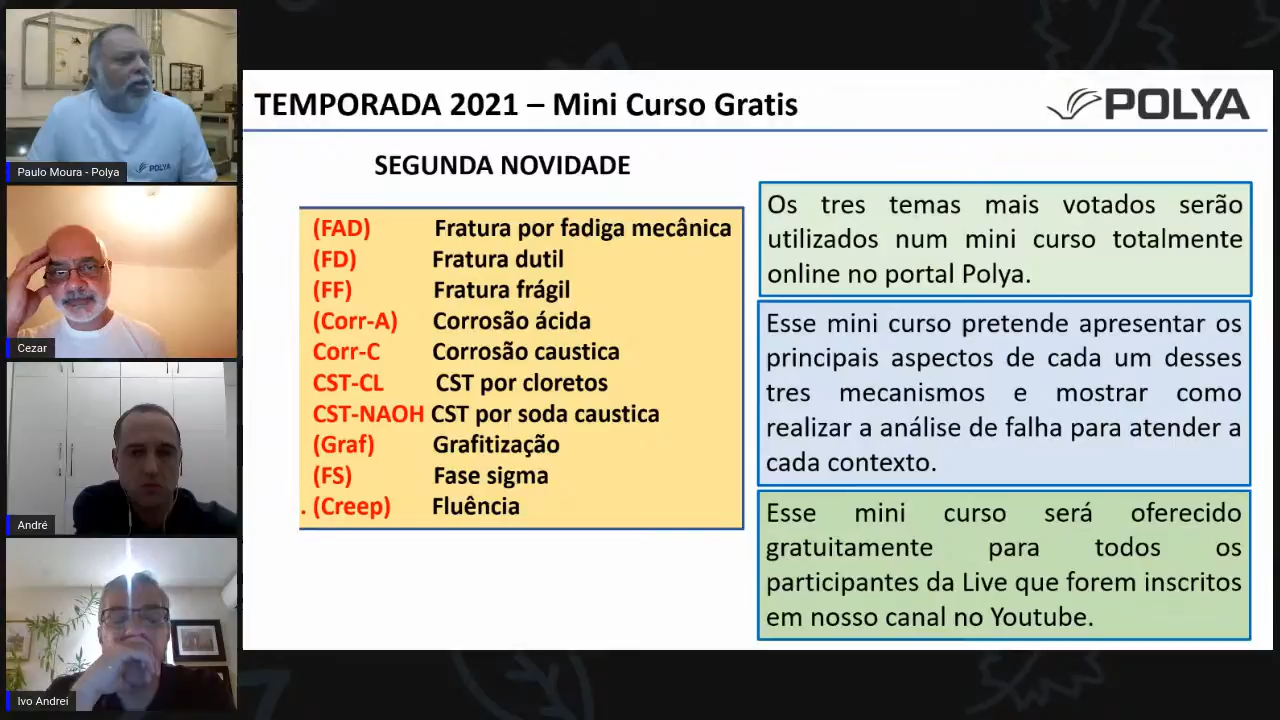 TEMPORADA 2021 – Mini Curso Gratis
POLYA
SEGUNDA NOVIDADE
(FAD) Fratura por fadiga mecânica
(FD) Fratura dutil
(FF) Fratura frágil
(Corr-A) Corrosão ácida
Corr-C Corrosão caustica
CST-CL CST por cloretos
CST-NAOH CST por soda caustica
(Graf) Grafitização
(FS) Fase sigma
. (Creep) Fluência
Os tres temas mais votados serão
utilizados num mini curso totalmente
online no portal Polya.
Esse mini curso pretende apresentar os
principais aspectos de cada um desses
tres mecanismos e mostrar como
realizar a análise de falha para atender a
cada contexto.
Esse mini curso será oferecido
gratuitamente para todos os
participantes da Live que forem inscritos
em nosso canal no Youtube.
POLYA
Paulo Moura - Polya
Cezar
André
Ivo Andrei